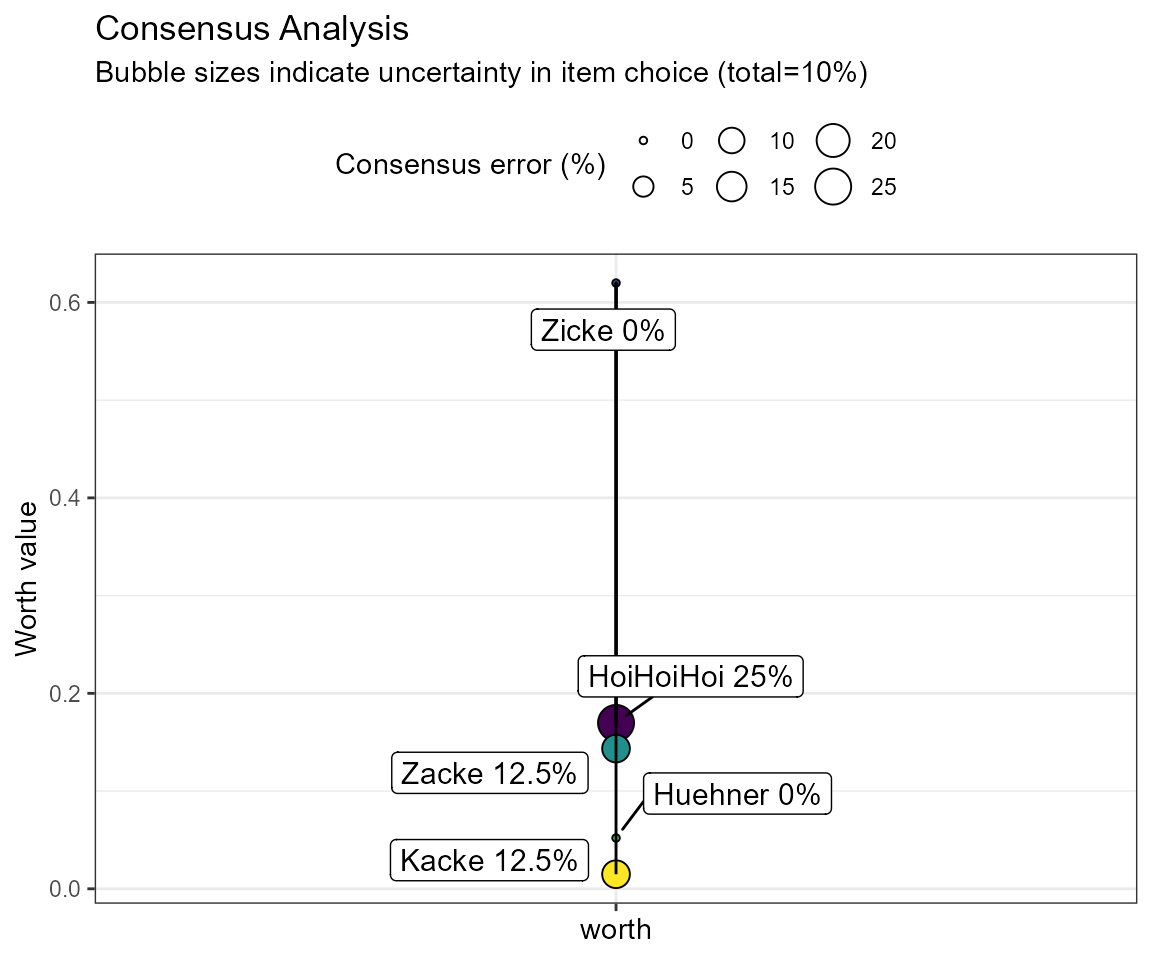 Consensus Analysis
Bubble sizes indicate uncertainty in item choice (total=10%)
Consensus error (%)
0 10 20
5 15 25
Worth value
0.6
0.4
0.2
0.0
Zicke 0%
HoiHoiHoi 25%
Zacke 12.5%
Huehner 0%
Kacke 12.5%
worth